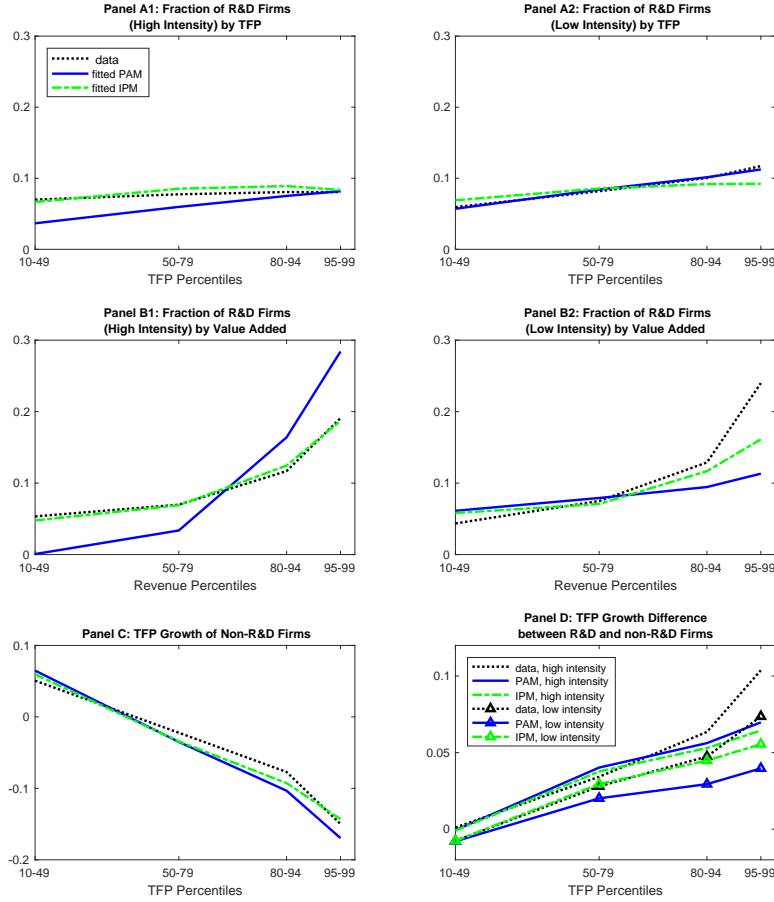 Panel A1: Fraction of R&D Firms
(High Intensity) by TFP
0.3
0.2
0.1
0
data
fitted PAM
fitted IPM
10-49
50-79
80-94
95-99
TFP Percentiles
Panel A2: Fraction of R&D Firms
(Low Intensity) by TFP
0.3
0.2
0.1
0
10-49
50-79
80-94
95-99
TFP Percentiles
Panel B1: Fraction of R&D Firms
(High Intensity) by Value Added
0.3
0.2
0.1
0
10-49
50-79
80-94
95-99
Revenue Percentiles
Panel B2: Fraction of R&D Firms
(Low Intensity) by Value Added
0.3
0.2
0.1
0
10-49
50-79
80-94
95-99
Revenue Percentiles
Panel C: TFP Growth of Non-R&D Firms
0.1
0
-0.1
-0.2
10-49
50-79
80-94
95-99
TFP Percentiles
Panel D: TFP Growth Difference
between R&D and non-R&D Firms
0.1
0.05
0
data, high intensity
PAM, high intensity
IPM, high intensity
data, low intensity
PAM, low intensity
IPM, low intensity
10-49
50-79
80-94
95-99
TFP Percentiles